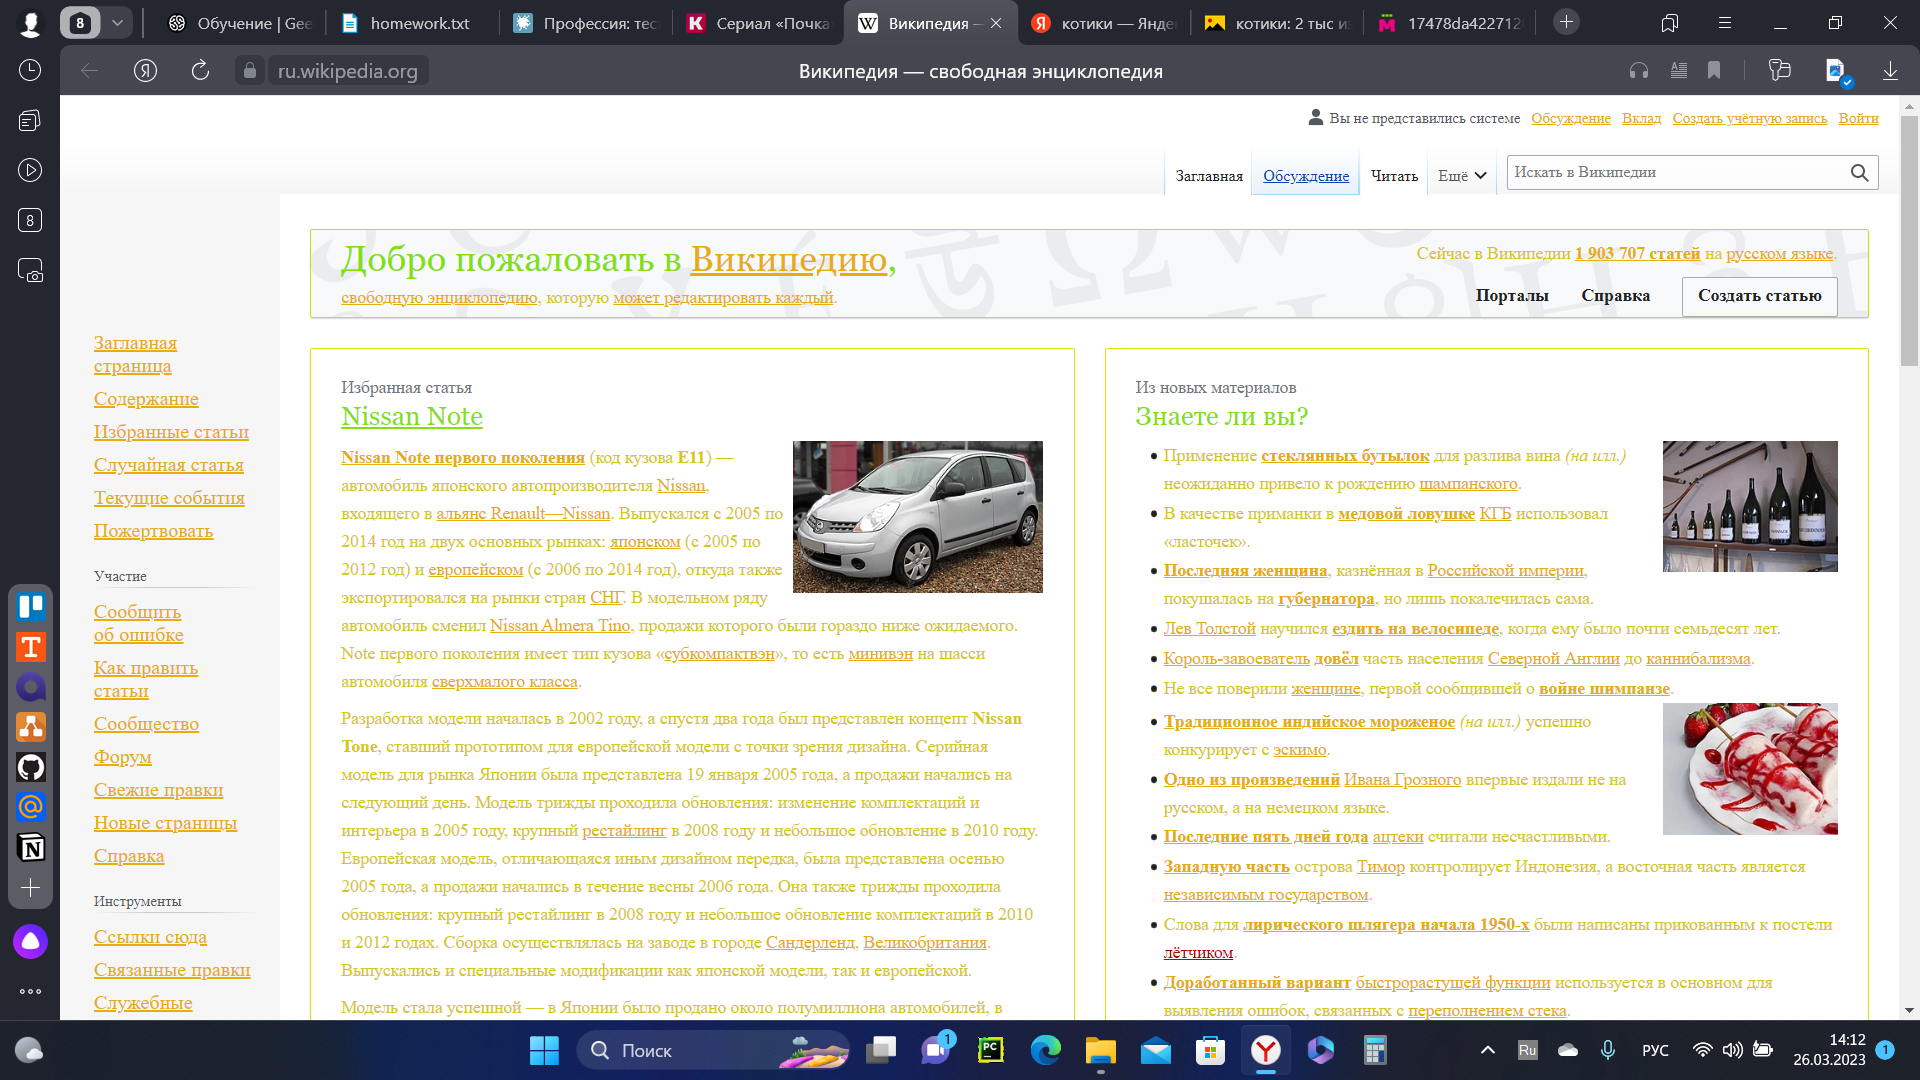 8
Обучение | Gee
homework.txt
Профессия: тес
Сериал «Почка
Википедия —
котики — Янде
котики: 2 тыс из
17478da422712
ru.wikipedia.org
Википедия — свободная энциклопедия
Вы не представились системе Обсуждение Вклад Создать учётную запись Войти
Заглавная Обсуждение Читать Ещё
Искать в Википедии
8
Добро пожаловать в Википедию,
свободную энциклопедию, которую может редактировать каждый.
Сейчас в Википедии 1 903 707 статей на русском языке.
Порталы Справка Создать статью
Заглавная
страница
Содержание
Избранные статьи
Случайная статья
Текущие события
Пожертвовать
Участие
Сообщить
об ошибке
Как править
статьи
Сообщество
Форум
Свежие правки
Новые страницы
Справка
Инструменты
Ссылки сюда
Связанные правки
Служебные
Избранная статья
Nissan Note
Nissan Note первого поколения (код кузова E11) —
автомобиль японского автопроизводителя Nissan,
входящего в альянс Renault—Nissan. Выпускался с 2005 по
2014 год на двух основных рынках: японском (с 2005 по
2012 год) и европейском (с 2006 по 2014 год), откуда также
экспортировался на рынки стран СНГ. В модельном ряду
автомобиль сменил Nissan Almera Tino, продажи которого были гораздо ниже ожидаемого.
Note первого поколения имеет тип кузова «субкомпактвэн», то есть минивэн на шасси
автомобиля сверхмалого класса.
Разработка модели началась в 2002 году, а спустя два года был представлен концепт Nissan
Tone, ставший прототипом для европейской модели с точки зрения дизайна. Серийная
модель для рынка Японии была представлена 19 января 2005 года, а продажи начались на
следующий день. Модель трижды проходила обновления: изменение комплектаций и
интерьера в 2005 году, крупный рестайлинг в 2008 году и небольшое обновление в 2010 году.
Европейская модель, отличающаяся иным дизайном передка, была представлена осенью
2005 года, а продажи начались в течение весны 2006 года. Она также трижды проходила
обновления: крупный рестайлинг в 2008 году и небольшое обновление комплектаций в 2010
и 2012 годах. Сборка осуществлялась на заводе в городе Сандерленд, Великобритания.
Выпускались и специальные модификации как японской модели, так и европейской.
Модель стала успешной — в Японии было продано около полумиллиона автомобилей, в
Из новых материалов
Знаете ли вы?
Применение стеклянных бутылок для разлива вина (на илл.)
неожиданно привело к рождению шампанского.
В качестве приманки в медовой ловушке КГБ использовал
«ласточек».
Последняя женщина, казнённая в Российской империи,
покушалась на губернатора, но лишь покалечилась сама.
Лев Толстой научился ездить на велосипеде, когда ему было почти семьдесят лет.
Король-завоеватель довёл часть населения Северной Англии до каннибализма.
Не все поверили женщине, первой сообщившей о войне шимпанзе.
Традиционное индийское мороженое (на илл.) успешно
конкурирует с эскимо.
Одно из произведений Ивана Грозного впервые издали не на
русском, а на немецком языке.
Последние пять дней года ацтеки считали несчастливыми.
Западную часть острова Тимор контролирует Индонезия, а восточная часть является
независимым государством.
Слова для лирического шлягера начала 1950-х были написаны прикованным к постели
лётчиком.
Доработанный вариант быстрорастущей функции используется в основном для
выявления ошибок, связанных с переполнением стека.
Поиск
1
Ru
РУС
14:12
26.03.2023
1